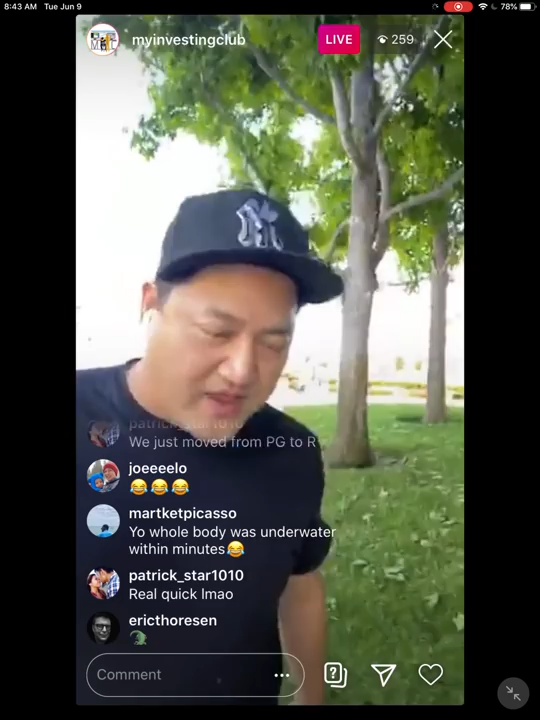 8:43 AM Tue Jun 9
78%
myinvestingclub
LIVE
259
patrick_star1010
We just moved from PG to R
joeeeelo
😂😂😂
martketpicasso
Yo whole body was underwater
within minutes😂
patrick_star1010
Real quick lmao
ericthoresen
Comment